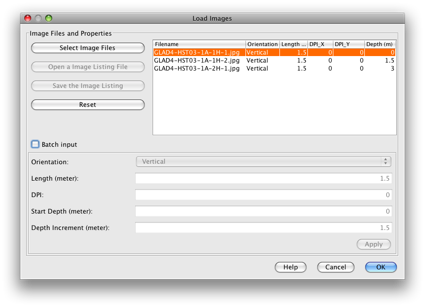 Load Images
Image Files and Properties
Select Image Files
Open a Image Listing File
Save the Image Listing
Reset
Filename Orientation Length ... DPI_X DPI_Y Depth (m)
GLAD4-HST03-1A-1H-1.jpg Vertical 1.5 0 0 0
GLAD4-HST03-1A-1H-2.jpg Vertical 1.5 0 0 1.5
GLAD4-HST03-1A-2H-1.jpg Vertical 1.5 0 0 3
Batch input
Orientation: Vertical
Length (meter): 1.5
DPI: 0
Start Depth (meter): 0
Depth Increment (meter): 1.5
Apply
Help Cancel OK